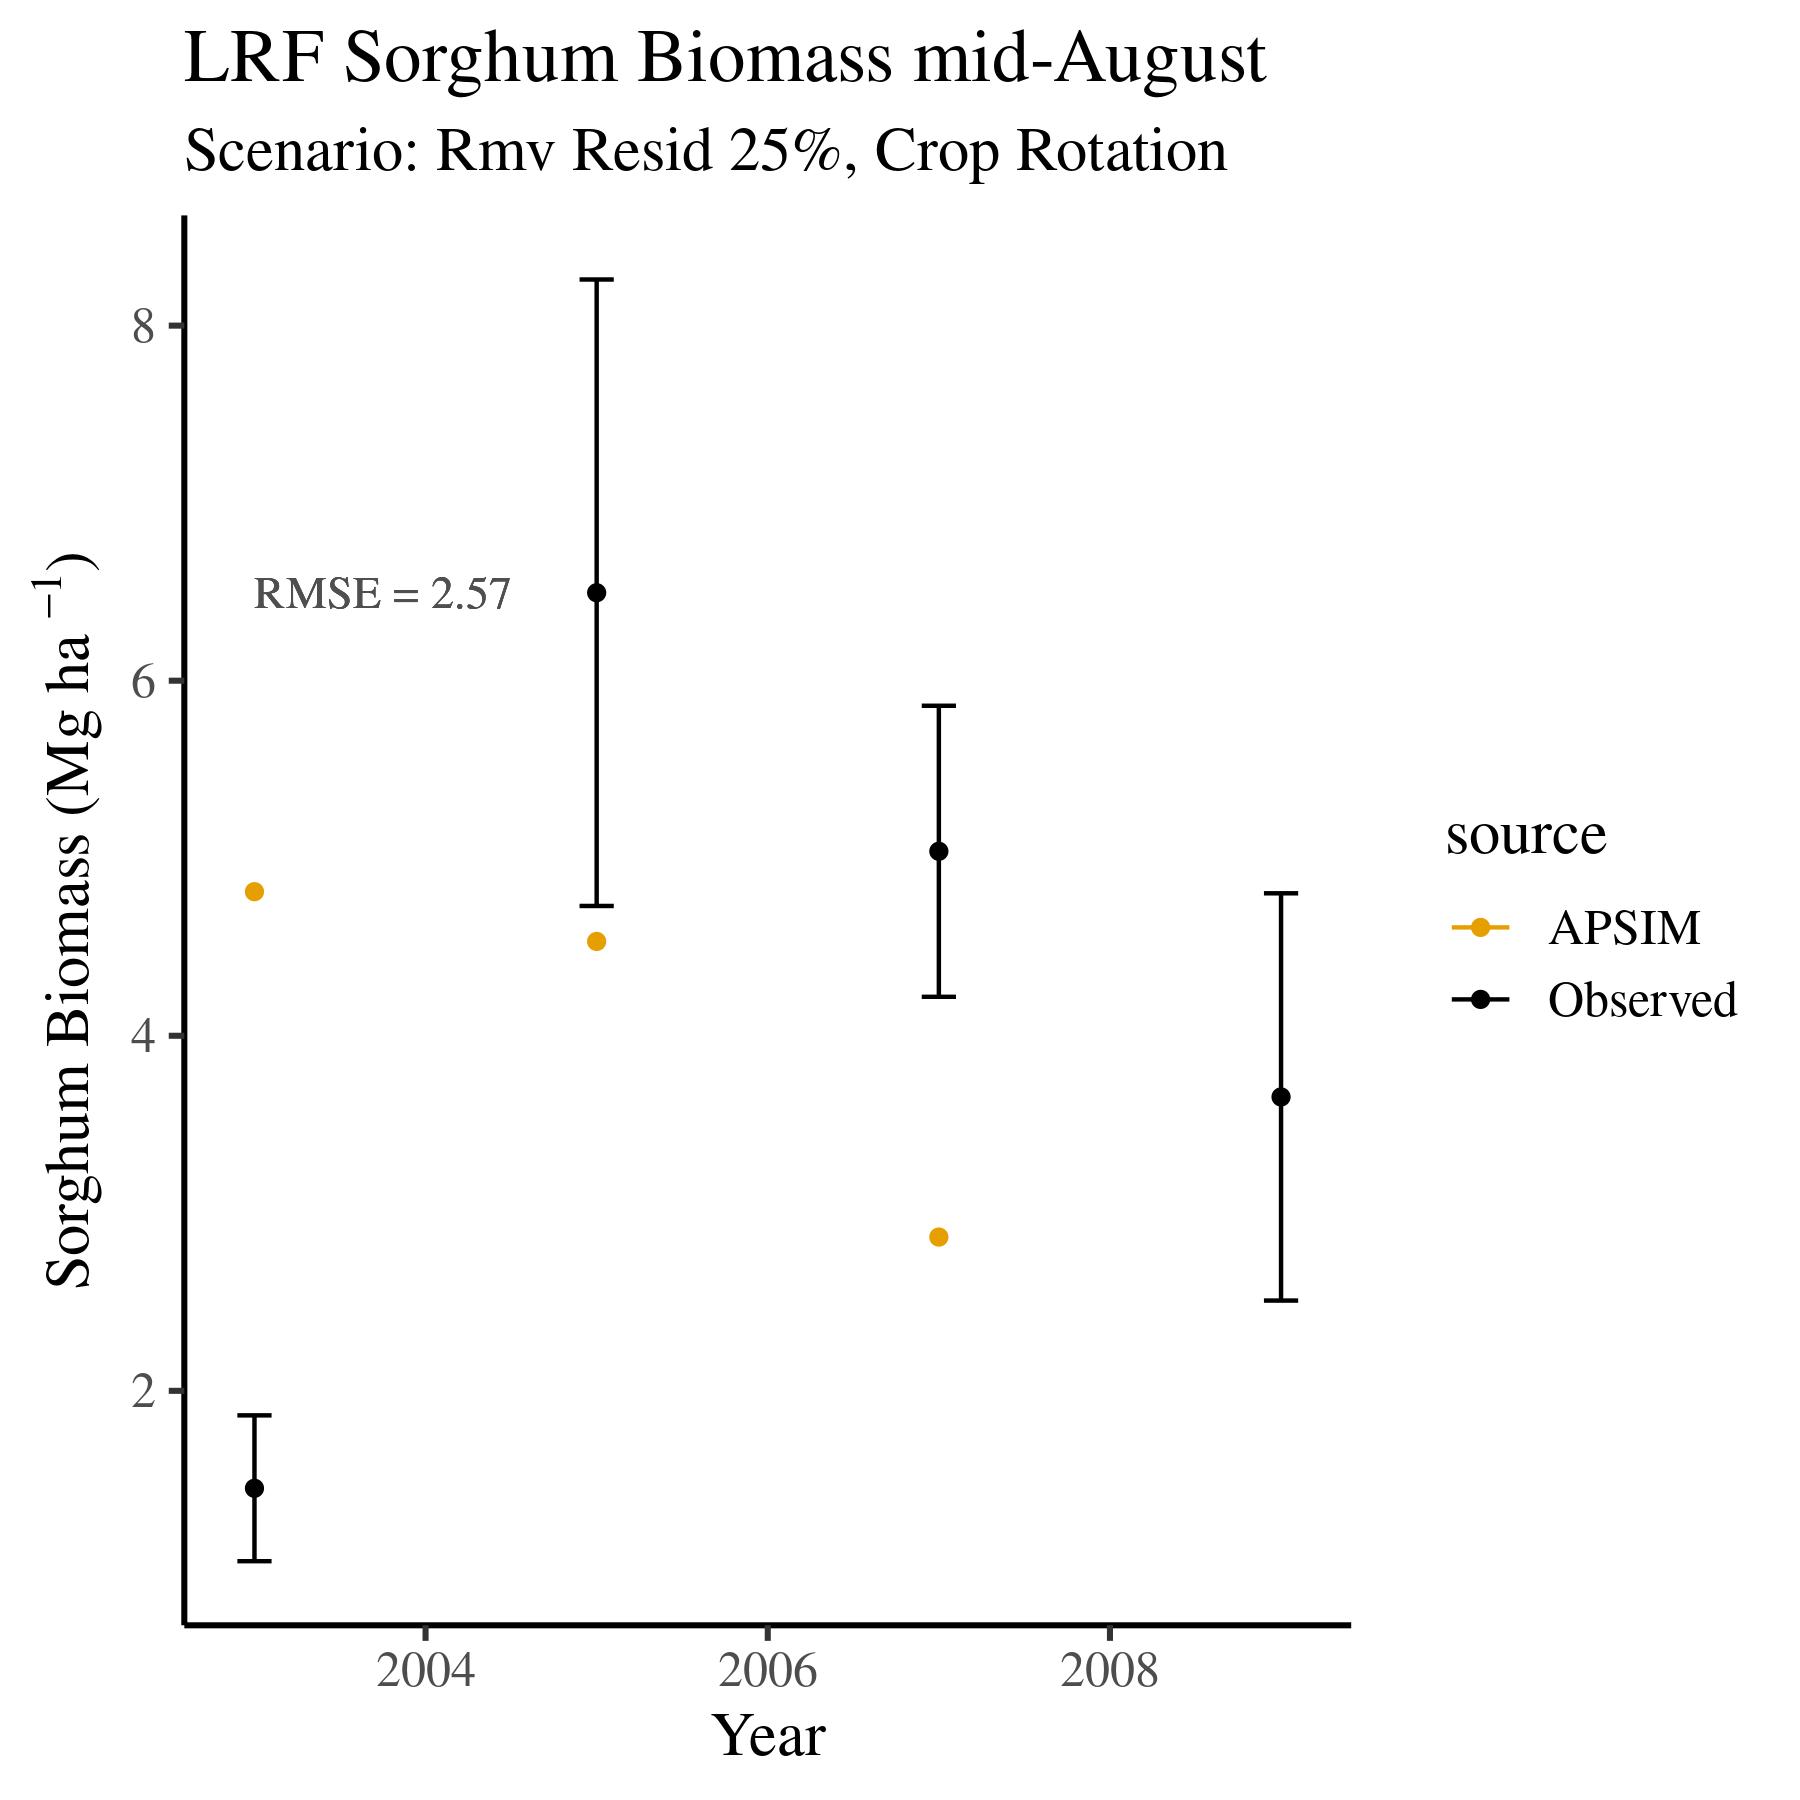 LRF Sorghum Biomass mid-August
Scenario: Rmv Resid 25%, Crop Rotation
Sorghum Biomass (Mg ha⁻¹)
8
6
4
2
RMSE = 2.57
2004
2006
2008
Year
source
APSIM
Observed